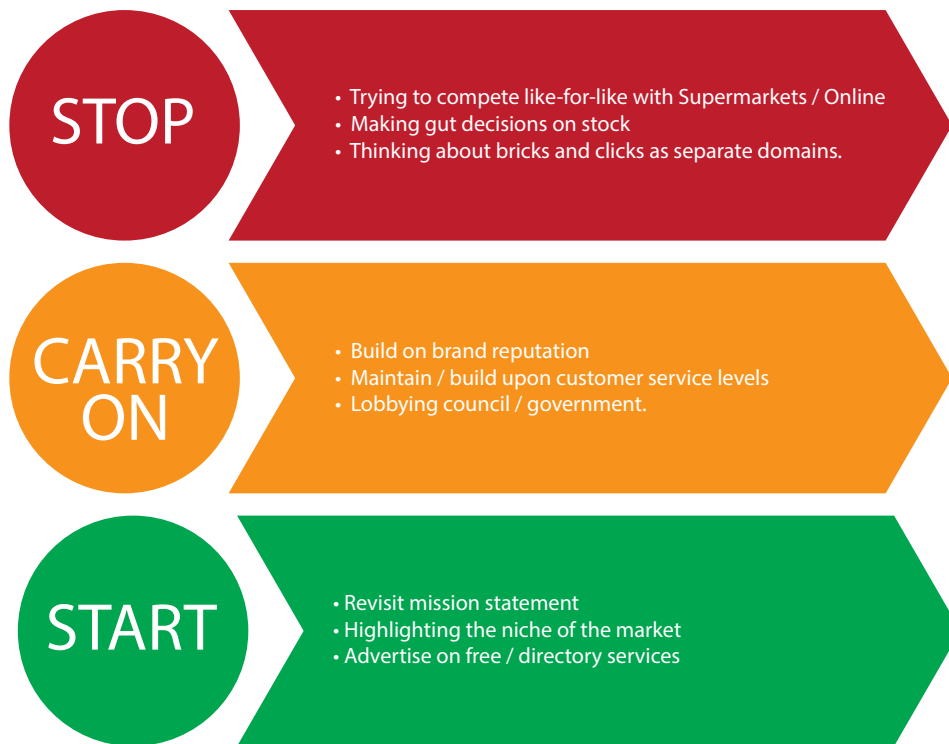 STOP
• Trying to compete like-for-like with Supermarkets / Online
• Making gut decisions on stock
• Thinking about bricks and clicks as separate domains.
CARRY
ON
• Build on brand reputation
• Maintain / build upon customer service levels
• Lobbying council / government.
START
• Revisit mission statement
• Highlighting the niche of the market
• Advertise on free / directory services